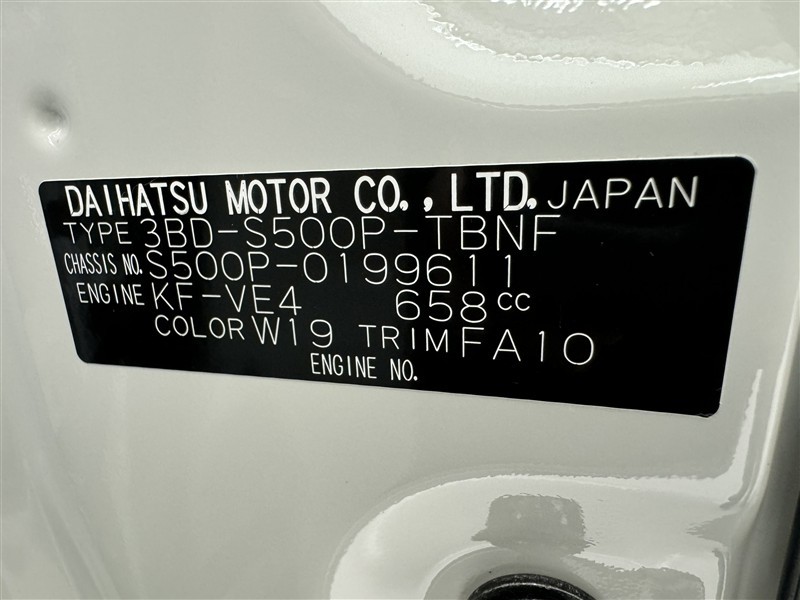 DAIHATSU MOTOR CO.,LTD. JAPAN
TYPE 3BD-S500P-TBNF
CHASSIS NO. S500P-0199611
ENGINE KF-VE4 658cc
COLOR W19 TRIM FA10
ENGINE NO.